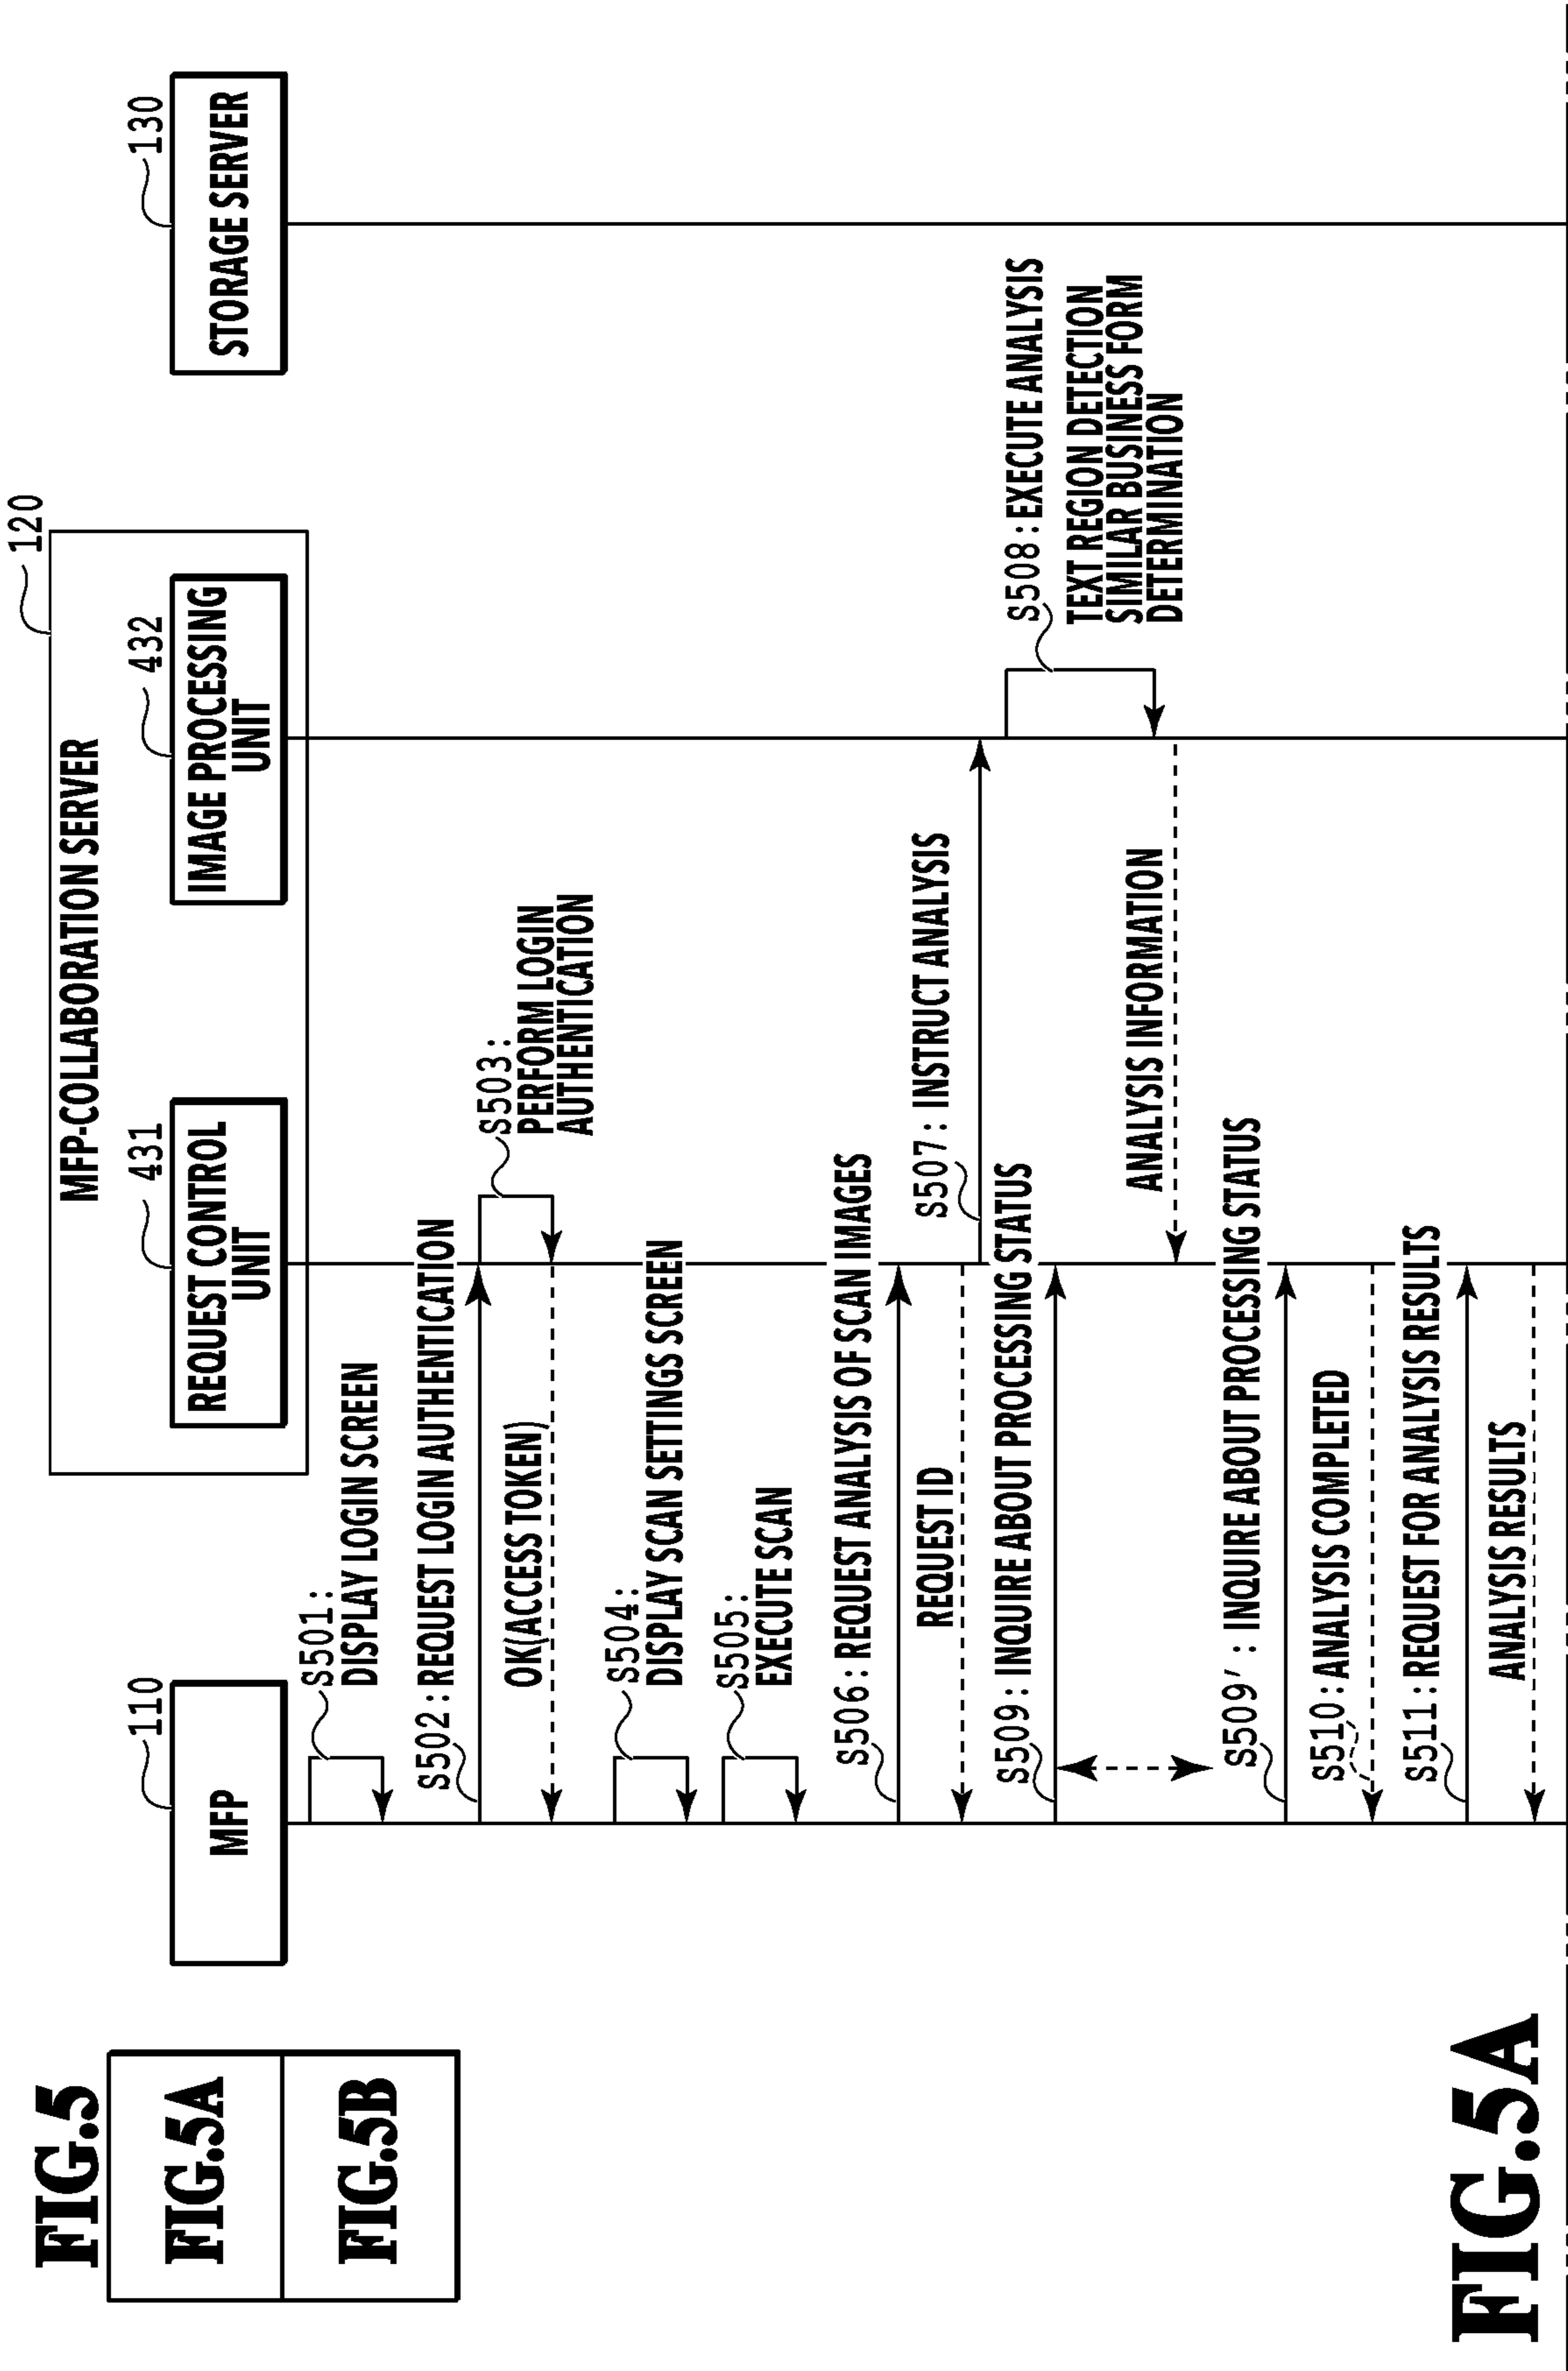 FIG.5
FIG.5A
FIG.5B
110
MFP
120
MFP-COLLABORATION SERVER
431
REQUEST CONTROL
UNIT
432
IMAGE PROCESSING
UNIT
130
STORAGE SERVER
S501:
DISPLAY LOGIN SCREEN
S502: REQUEST LOGIN AUTHENTICATION
S503:
PERFORM LOGIN
AUTHENTICATION
OK(ACCESS TOKEN)
S504:
DISPLAY SCAN SETTINGS SCREEN
S505:
EXECUTE SCAN
S506: REQUEST ANALYSIS OF SCAN IMAGES
REQUEST ID
S507: INSTRUCT ANALYSIS
S508: EXECUTE ANALYSIS
TEXT REGION DETECTION
SIMILAR BUSINESS FORM
DETERMINATION
S509: INQUIRE ABOUT PROCESSING STATUS
ANALYSIS INFORMATION
S509′: INQUIRE ABOUT PROCESSING STATUS
S510: ANALYSIS COMPLETED
S511: REQUEST FOR ANALYSIS RESULTS
ANALYSIS RESULTS
FIG.5A